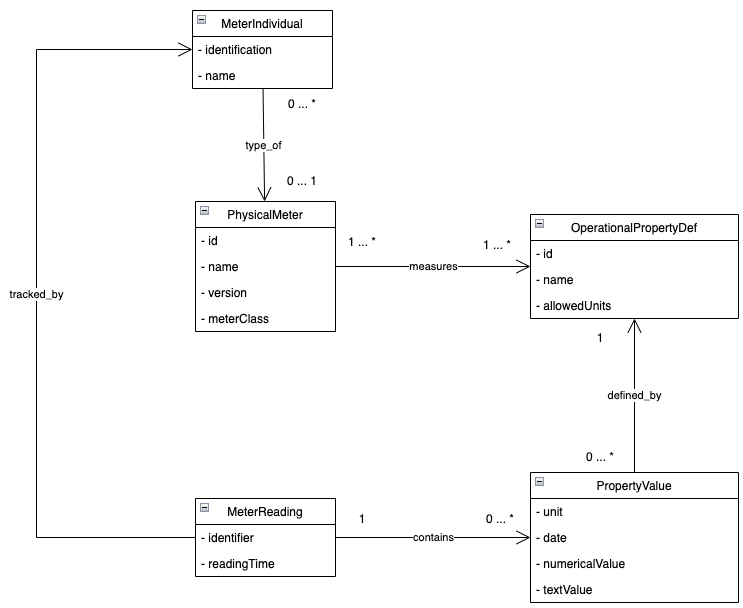 MeterIndividual
- identification
- name
0 ... *
type_of
0 ... 1
PhysicalMeter
- id
- name
- version
- meterClass
1 ... *
1 ... *
measures
OperationalPropertyDef
- id
- name
- allowedUnits
tracked_by
1
defined_by
0 ... *
MeterReading
- identifier
- readingTime
1
0 ... *
contains
PropertyValue
- unit
- date
- numericalValue
- textValue